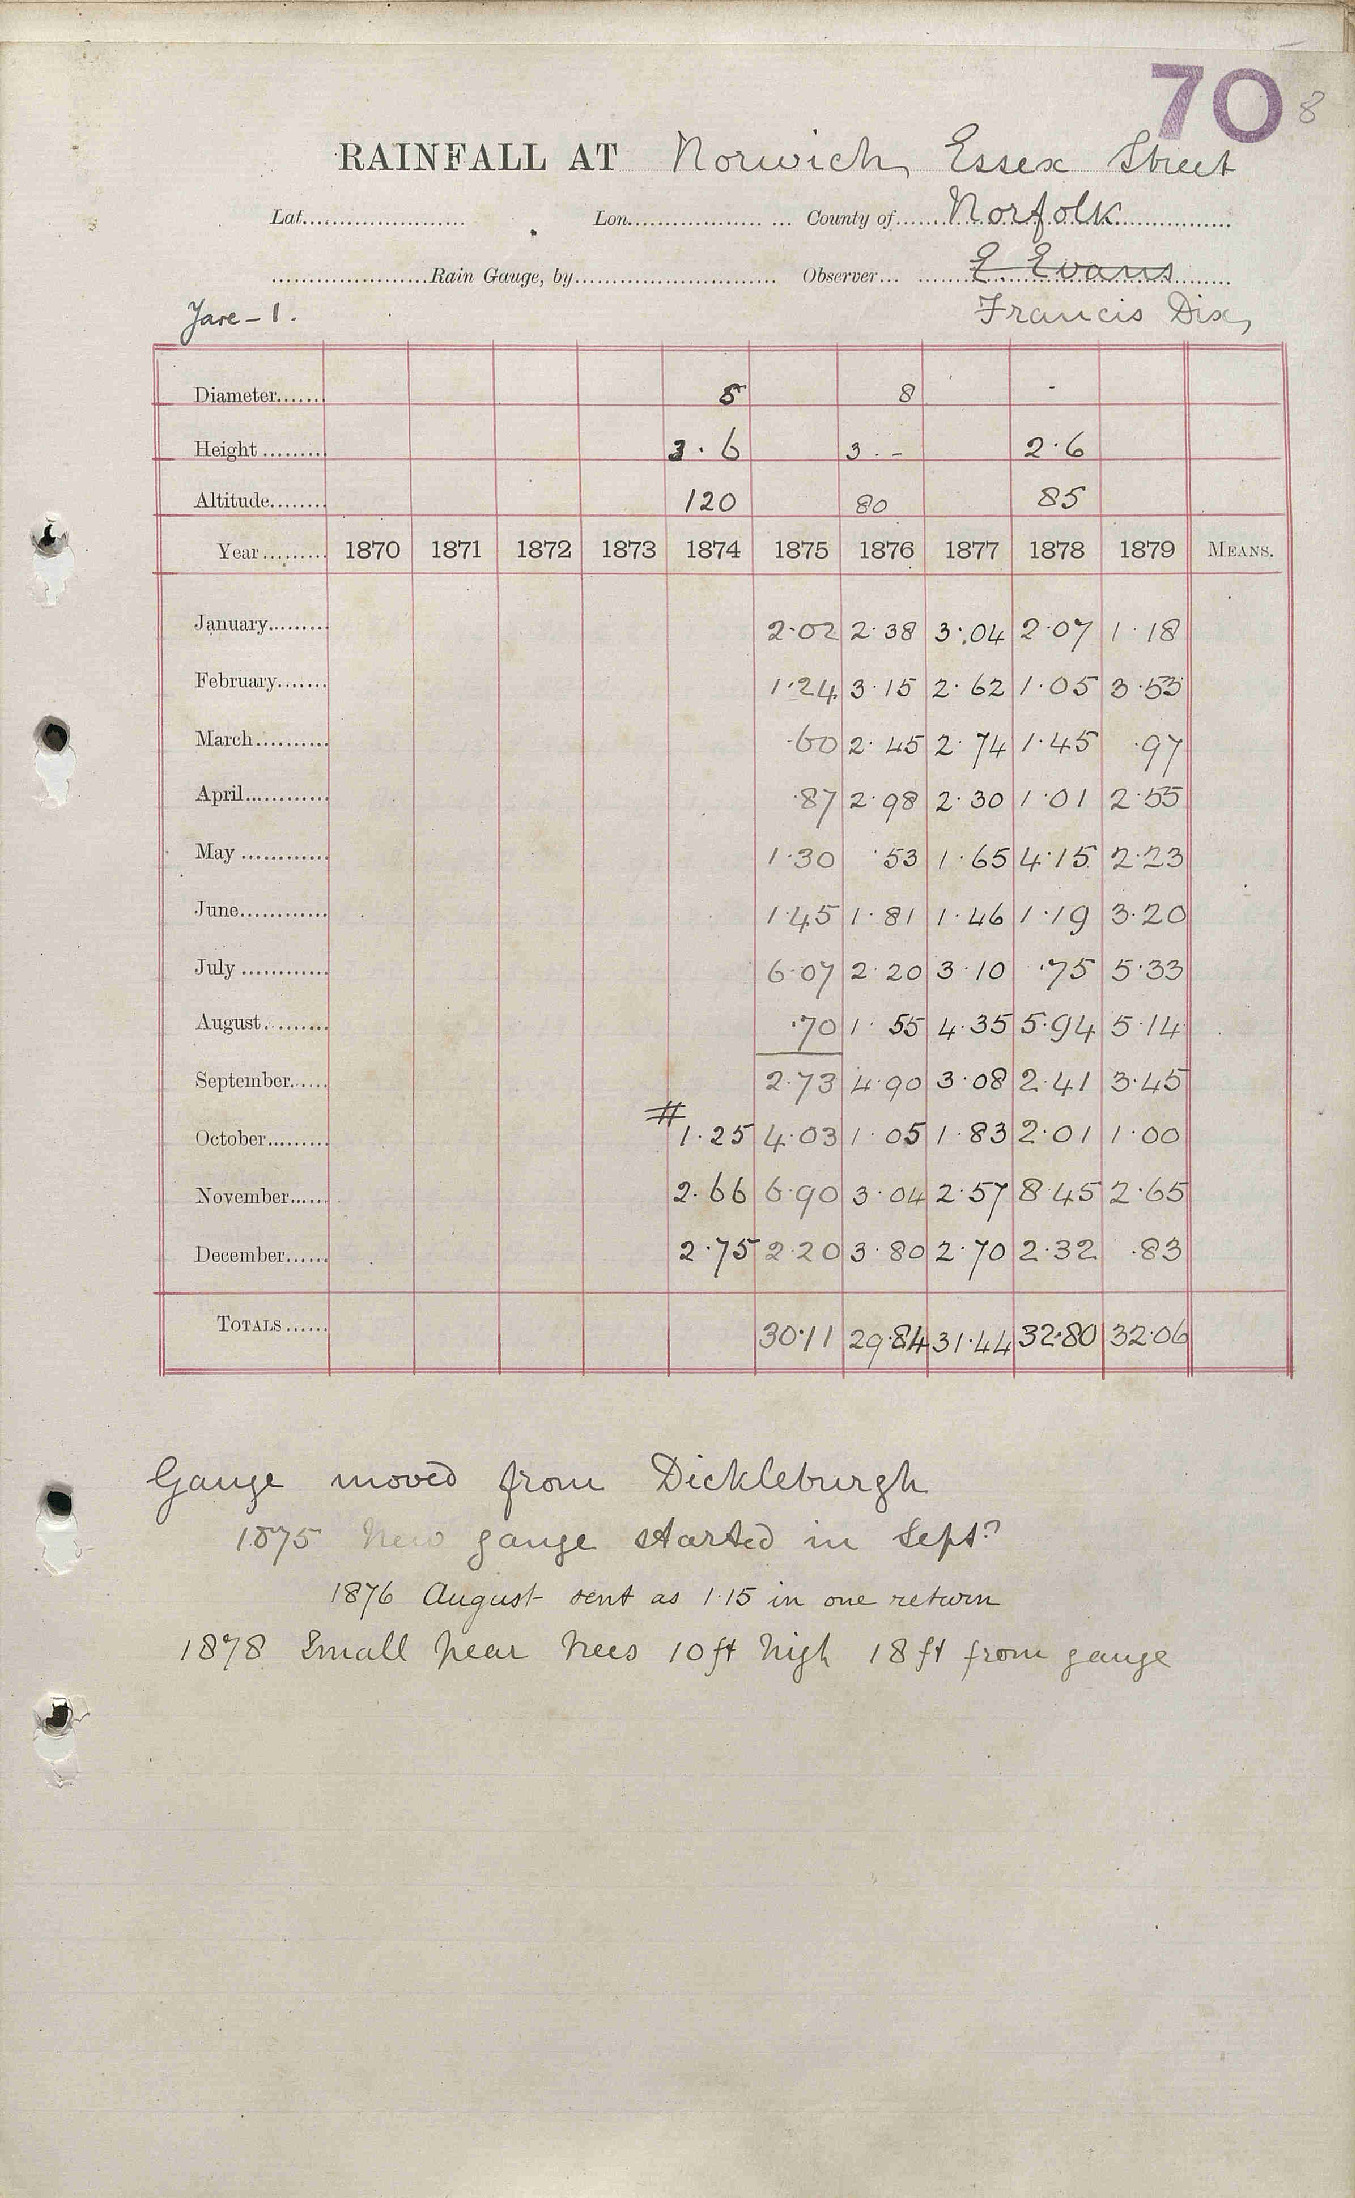 70 8
RAINFALL AT Norwich, Essex Street
Lat. Lon. County of Norfolk
Rain Gauge, by Observer E Evans
Yare - 1. Francis Dix,
Diameter 5 8 -
Height 3.6 3.- 2.6
Altitude 120 80 85
Year 1870 1871 1872 1873 1874 1875 1876 1877 1878 1879 MEANS.
January 2.02 2.38 3.04 2.07 1.18
February 1.24 3.15 2.62 1.05 3.53
March .60 2.45 2.74 1.45 .97
April .87 2.98 2.30 1.01 2.55
May 1.30 .53 1.65 4.15 2.23
June 1.45 1.81 1.46 1.19 3.20
July 6.07 2.20 3.10 .75 5.33
August .70 1.55 4.35 5.94 5.14
September 2.73 4.90 3.08 2.41 3.45
October # 1.25 4.03 1.05 1.83 2.01 1.00
November 2.66 6.90 3.04 2.57 8.45 2.65
December 2.75 2.20 3.80 2.70 2.32 .83
TOTALS 30.11 29.84 31.44 32.80 32.06
Gauge moved from Dickleburgh
1875 New gauge started in Sept?
1876 August sent as 1.15 in one return
1878 Small pear trees 10ft high 18ft from gauge